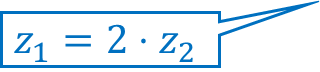 z₁ = 2 · z₂